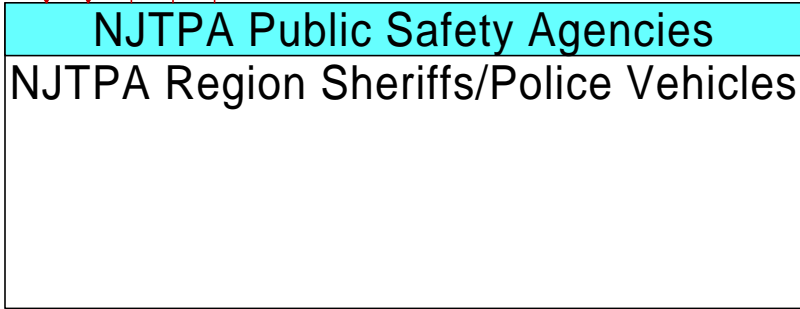 NJTPA Public Safety Agencies
NJTPA Region Sheriffs/Police Vehicles